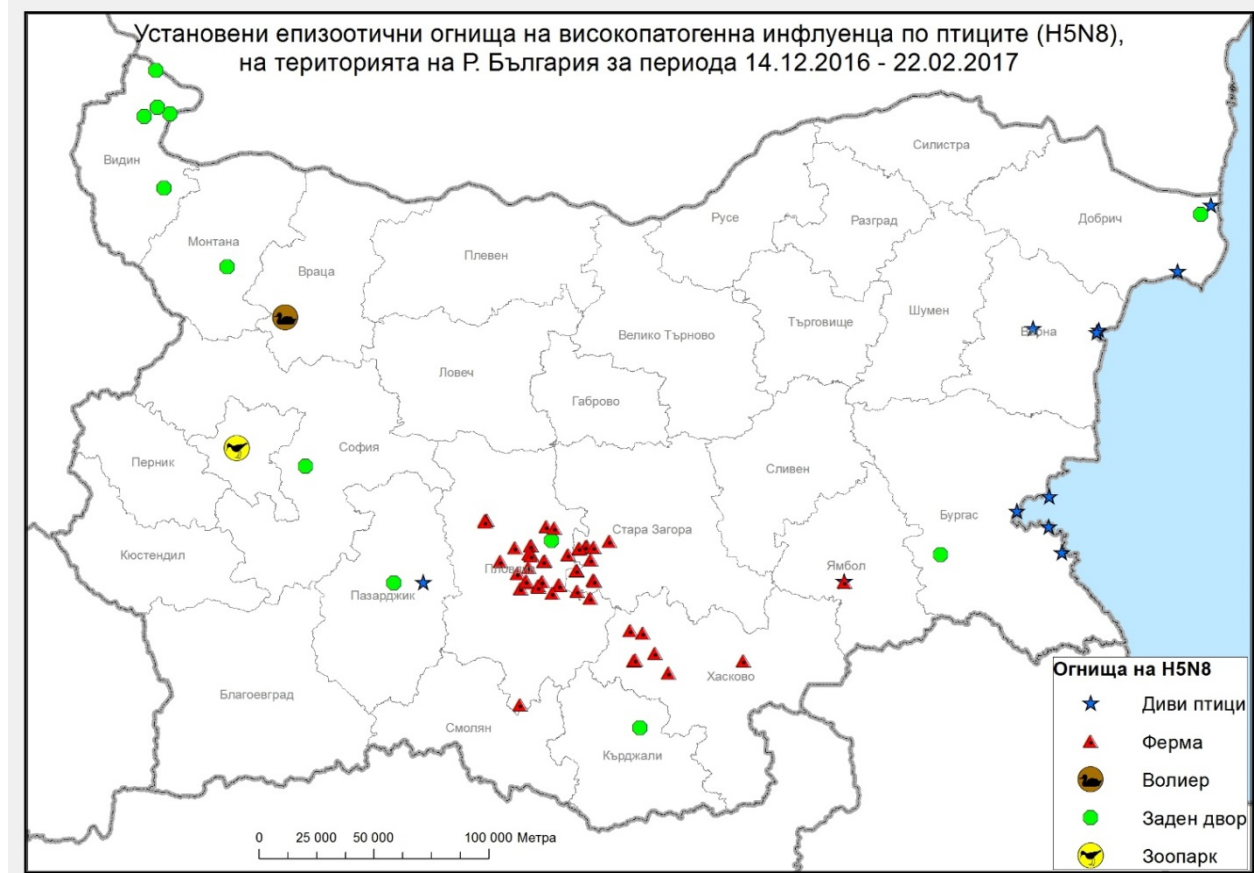 Установени епизоотични огнища на високопатогенна инфлуенца по птиците (H5N8),
на територията на Р. България за периода 14.12.2016 - 22.02.2017
Силистра
Видин
Добрич
Русе
Разград
Монтана
Плевен
Враца
Шумен
Търговище
Велико Търново
Варна
Ловеч
Габрово
София
Перник
Сливен
Стара Загора
Бургас
Кюстендил
Пловдив
Ямбол
Пазарджик
Хасково
Благоевград
Смолян
Кърджали
Огнища на H5N8
Диви птици
Ферма
Волиер
Заден двор
Зоопарк
0 25 000 50 000 100 000 Метра